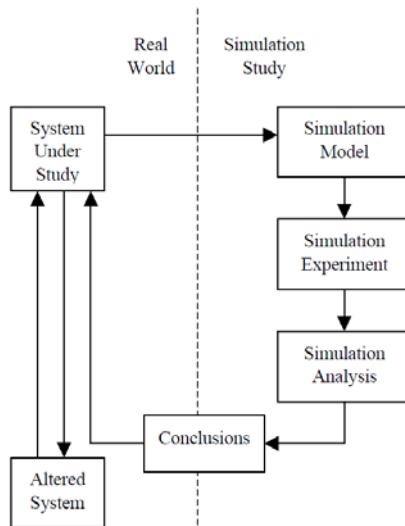 Real
World
Simulation
Study
System
Under
Study
Simulation
Model
Simulation
Experiment
Simulation
Analysis
Conclusions
Altered
System